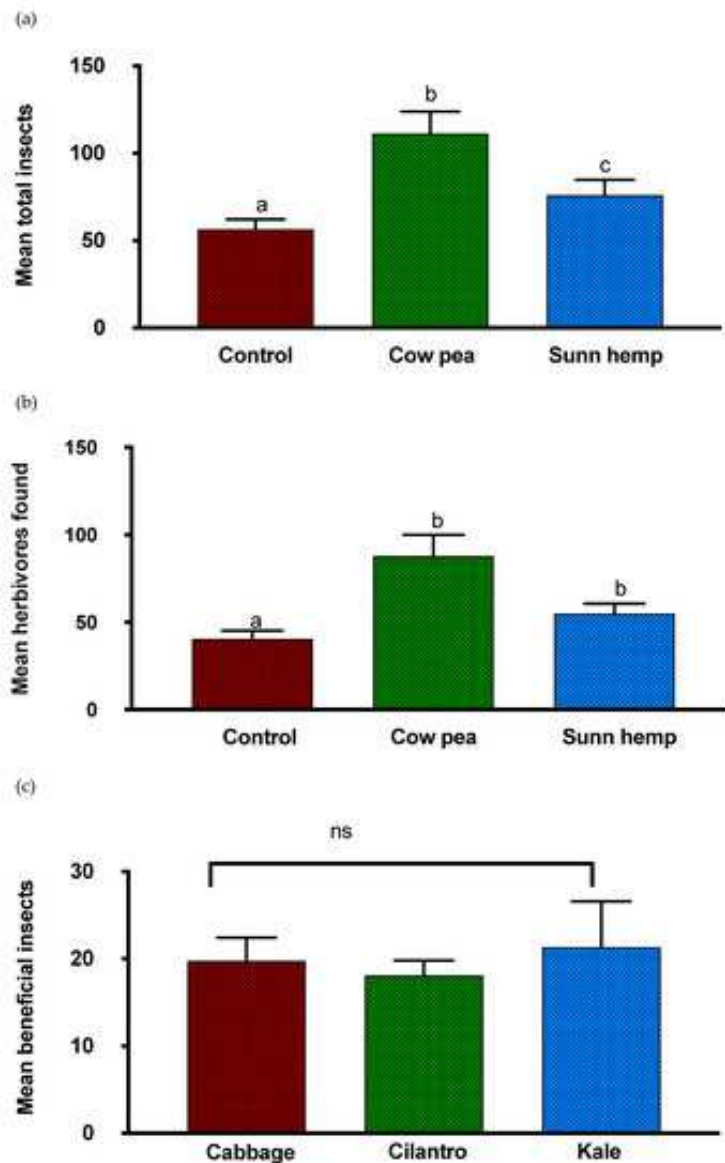 (a)
Mean total insects
150
100
50
0
a
b
c
Control Cow pea Sunn hemp
(b)
Mean herbivores found
150
100
50
0
a
b
b
Control Cow pea Sunn hemp
(c)
Mean beneficial insects
ns
30
20
10
0
Cabbage Cilantro Kale